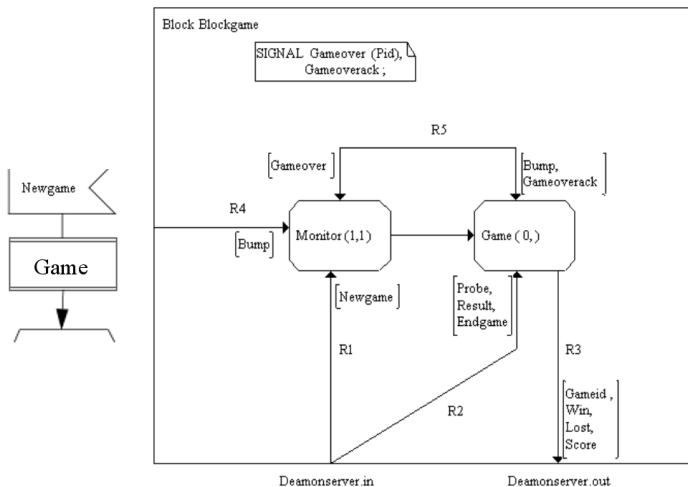 Block Blockgame
SIGNAL Gameover (Pid),
Gameoverack ;
R5
[Gameover]
[Bump,
Gameoverack]
Newgame
R4
Monitor (1,1)
Game ( 0, )
[Bump]
Game
[Newgame]
[Probe,
Result,
Endgame]
R1
R3
R2
[Gameid ,
Win,
Lost,
Score]
Deamonserver.in
Deamonserver.out